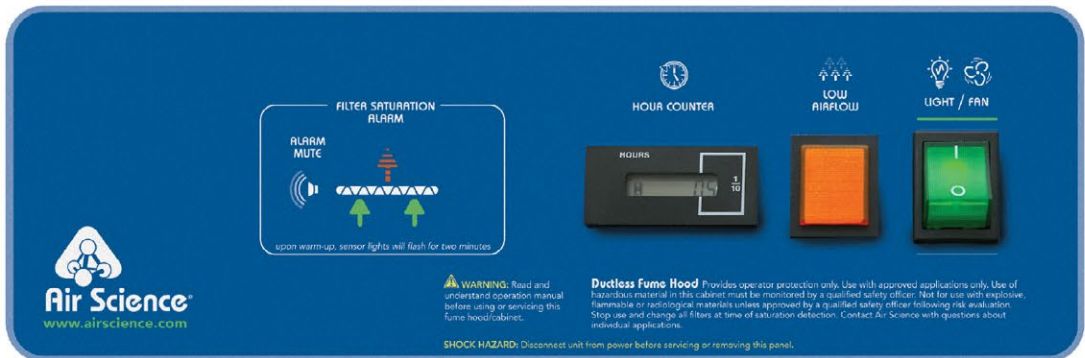 FILTER SATURATION
ALARM
ALARM
MUTE
upon warm-up, sensor lights will flash for two minutes
HOUR COUNTER
HOURS
1
10
LOW
AIRFLOW
LIGHT / FAN
I
O
Air Science®
www.airscience.com
WARNING: Read and
understand operation manual
before using or servicing this
fume hood/cabinet.
Ductless Fume Hood Provides operator protection only. Use with approved applications only. Use of
hazardous material in this cabinet must be monitored by a qualified safety officer. Not for use with explosive,
flammable or radiological materials unless approved by a qualified safety officer following risk evaluation.
Stop use and change all filters at time of saturation detection. Contact Air Science with questions about
individual applications.
SHOCK HAZARD: Disconnect unit from power before servicing or removing this panel.